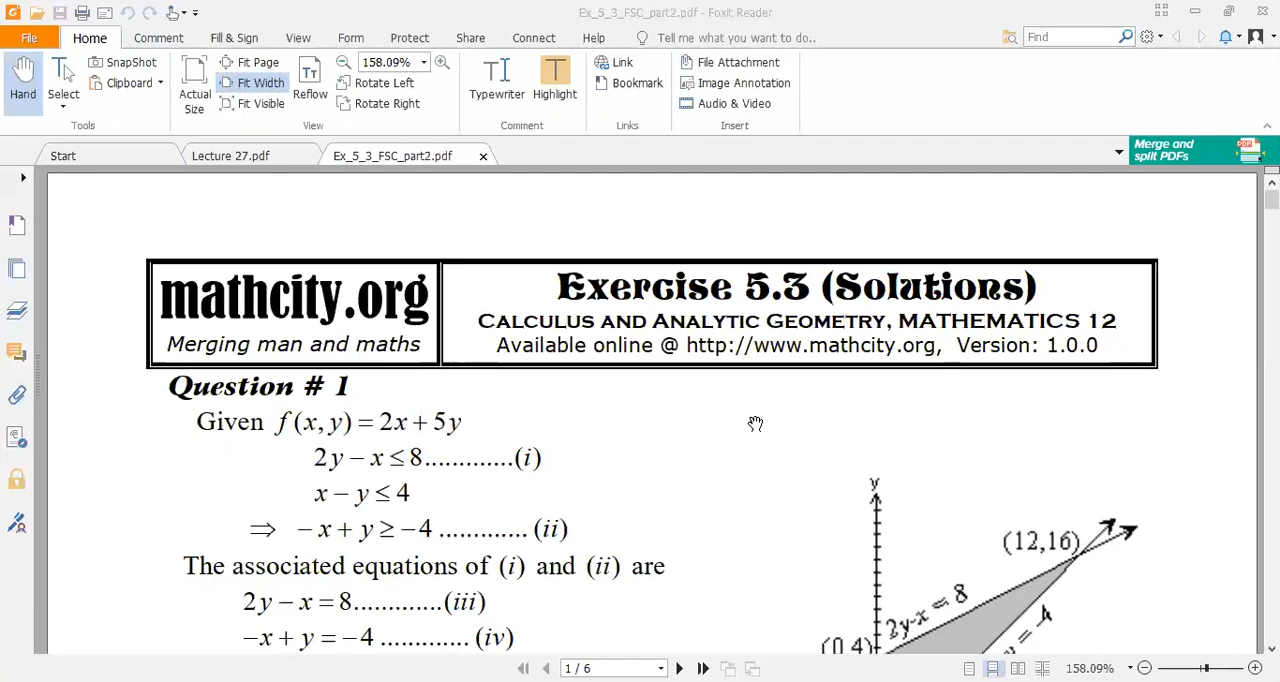 Ex_5_3_FSC_part2.pdf - Foxit Reader
File Home Comment Fill & Sign View Form Protect Share Connect Help Tell me what you want to do.. Find
Hand Select SnapShot Clipboard Actual Size Fit Page Fit Width Fit Visible Reflow 158.09% Rotate Left Rotate Right Typewriter Highlight Link Bookmark File Attachment Image Annotation Audio & Video
Tools View Comment Links Insert
Start Lecture 27.pdf Ex_5_3_FSC_part2.pdf Merge and split PDFs
mathcity.org
Merging man and maths
Exercise 5.3 (Solutions)
CALCULUS AND ANALYTIC GEOMETRY, MATHEMATICS 12
Available online @ http://www.mathcity.org, Version: 1.0.0
Question # 1
Given f(x, y) = 2x + 5y
2y − x ≤ 8.............(i)
x − y ≤ 4
⇒ −x + y ≥ −4 ............ (ii)
The associated equations of (i) and (ii) are
2y − x = 8.............(iii)
−x + y = −4 ............. (iv)
y
(12,16)
2y-x = 8
(0,4)
1 / 6 158.09%